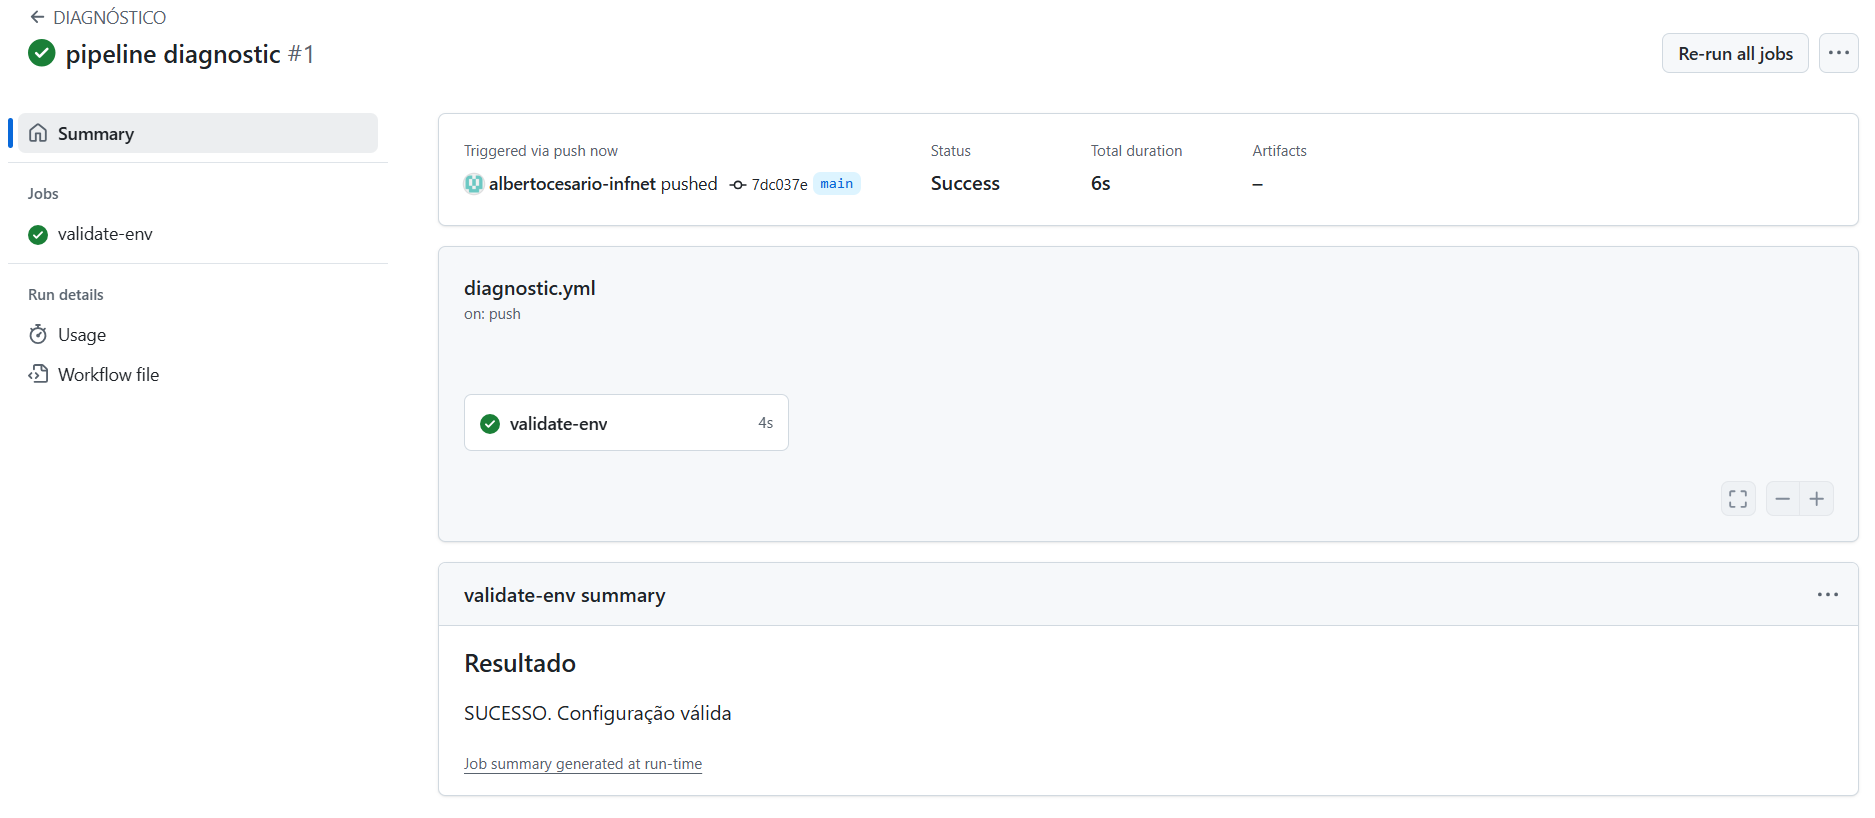 DIAGNÓSTICO
pipeline diagnostic #1
Re-run all jobs
Summary
Jobs
validate-env
Run details
Usage
Workflow file
Triggered via push now
albertocesario-infnet pushed 7dc037e main
Status
Success
Total duration
6s
Artifacts
–
diagnostic.yml
on: push
validate-env 4s
validate-env summary
Resultado
SUCESSO. Configuração válida
Job summary generated at run-time